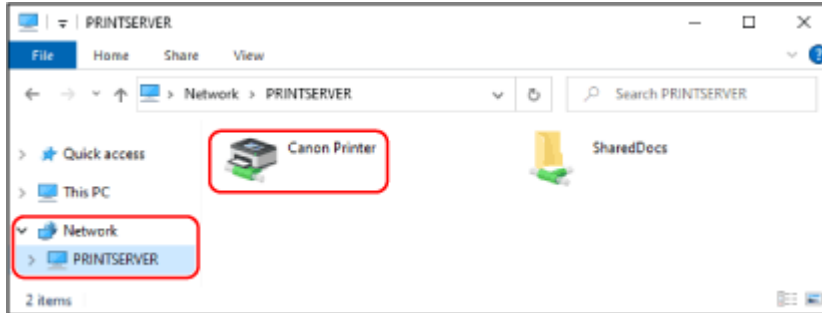 PRINTSERVER
File Home Share View
Network > PRINTSERVER
Search PRINTSERVER
Quick access
Canon Printer
SharedDocs
This PC
Network
PRINTSERVER
2 items